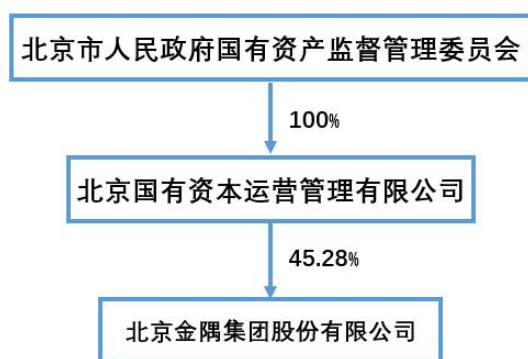 北京市人民政府国有资产监督管理委员会
100%
北京国有资本运营管理有限公司
45.28%
北京金隅集团股份有限公司